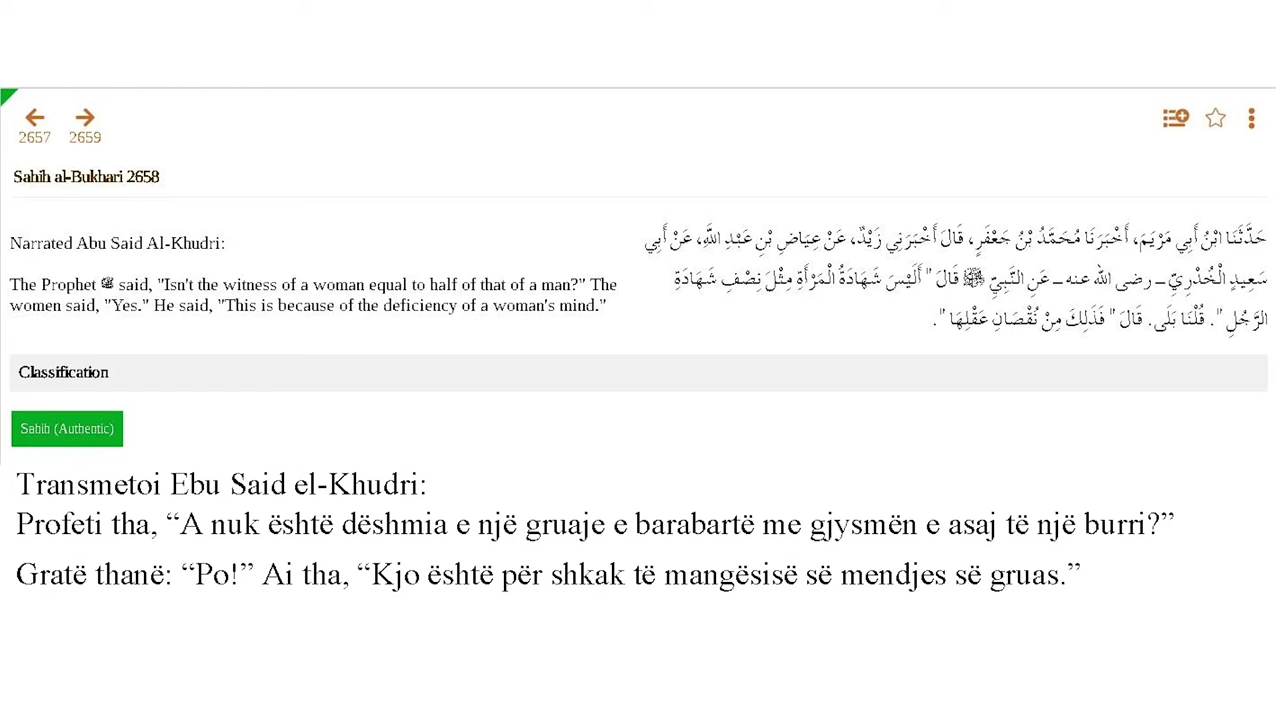 2657 2659
Sahih al-Bukhari 2658
Narrated Abu Said Al-Khudri:
The Prophet ﷺ said, "Isn't the witness of a woman equal to half of that of a man?" The
women said, "Yes." He said, "This is because of the deficiency of a woman's mind."
حَدَّثَنَا ابْنُ أَبِي مَرْيَمَ، أَخْبَرَنَا مُحَمَّدُ بْنُ جَعْفَرٍ، قَالَ أَخْبَرَنِي زَيْدٌ، عَنْ عِيَاضِ بْنِ عَبْدِ اللَّهِ، عَنْ أَبِي
سَعِيدٍ الْخُدْرِيِّ ـ رضى الله عنه ـ عَنِ النَّبِيِّ ﷺ قَالَ " أَلَيْسَ شَهَادَةُ الْمَرْأَةِ مِثْلَ نِصْفِ شَهَادَةِ
الرَّجُلِ ". قُلْنَا بَلَى. قَالَ " فَذَلِكَ مِنْ نُقْصَانِ عَقْلِهَا ".
Classification
Sahih (Authentic)
Transmetoi Ebu Said el-Khudri:
Profeti tha, “A nuk është dëshmia e një gruaje e barabartë me gjysmën e asaj të një burri?”
Gratë thanë: “Po!” Ai tha, “Kjo është për shkak të mangësisë së mendjes së gruas.”